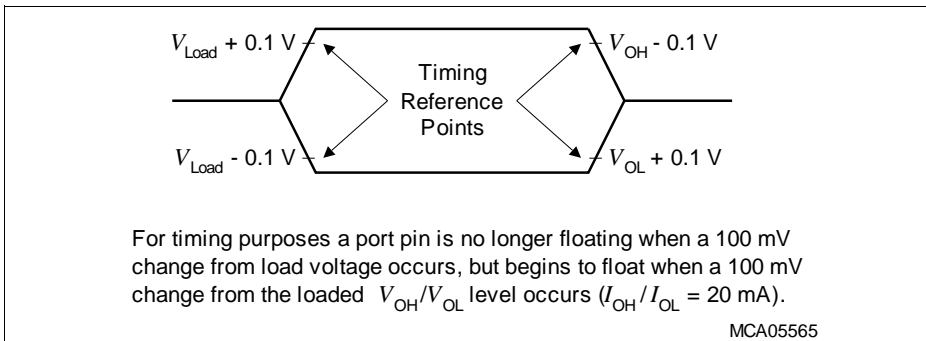 V_Load + 0.1 V
V_OH - 0.1 V
Timing
Reference
Points
V_Load - 0.1 V
V_OL + 0.1 V
For timing purposes a port pin is no longer floating when a 100 mV
change from load voltage occurs, but begins to float when a 100 mV
change from the loaded V_OH/V_OL level occurs (I_OH/I_OL = 20 mA).
MCA05565